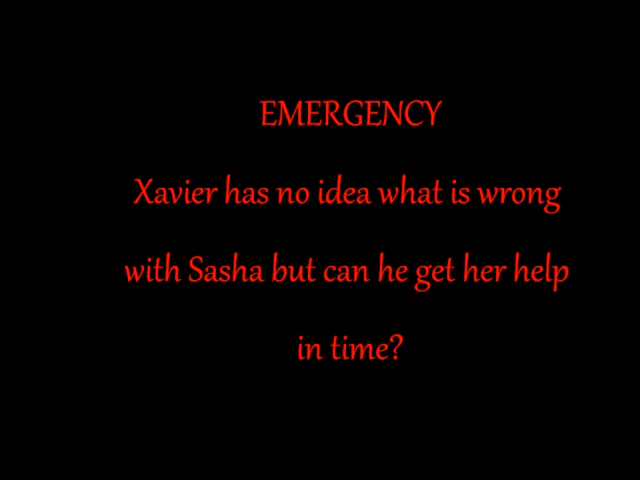 EMERGENCY
Xavier has no idea what is wrong
with Sasha but can he get her help
in time?